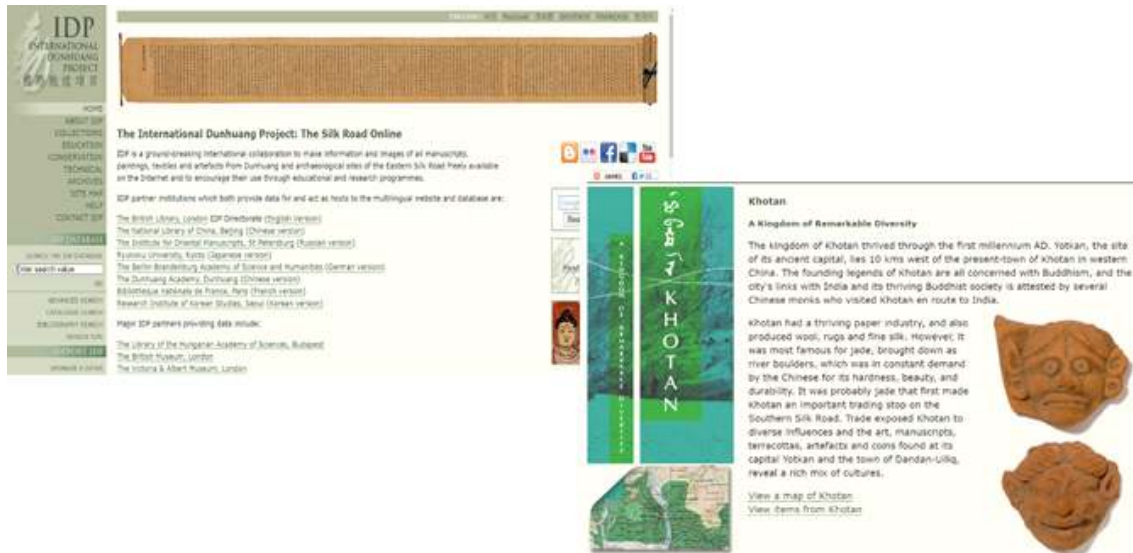 IDP
INTERNATIONAL
DUNHUANG
PROJECT
HOME
ABOUT IDP
COLLECTIONS
EDUCATION
CONSERVATION
TECHNICAL
ARCHIVES
SITE MAP
HELP
CONTACT IDP
IDP DATABASE
SEARCH THE IDP DATABASE
ADVANCED SEARCH
CATALOGUE SEARCH
BIBLIOGRAPHY SEARCH
The International Dunhuang Project: The Silk Road Online
IDP is a ground-breaking international collaboration to make information and images of all manuscripts,
paintings, textiles and artefacts from Dunhuang and archaeological sites of the Eastern Silk Road freely available
on the Internet and to encourage their use through educational and research programmes.
IDP partner institutions which both provide data for and act as hosts to the multilingual website and database are:
The British Library, London IDP Directorate (English version)
The National Library of China, Beijing (Chinese version)
The Institute for Oriental Manuscripts, St Petersburg (Russian version)
Ryukoku University, Kyoto (Japanese version)
The Berlin-Brandenburg Academy of Science and Humanities (German version)
The Dunhuang Academy, Dunhuang (Chinese version)
Bibliothèque nationale de France, Paris (French version)
Research Institute of Korean Studies, Seoul (Korean version)
Major IDP partners providing data include:
The Library of the Hungarian Academy of Sciences, Budapest
The British Museum, London
The Victoria & Albert Museum, London
You
Tube
A KINGDOM OF REMARKABLE DIVERSITY
KHOTAN
Khotan
A Kingdom of Remarkable Diversity
The kingdom of Khotan thrived through the first millennium AD. Yotkan, the site
of its ancient capital, lies 10 kms west of the present-town of Khotan in western
China. The founding legends of Khotan are all concerned with Buddhism, and the
city's links with India and its thriving Buddhist society is attested by several
Chinese monks who visited Khotan en route to India.
Khotan had a thriving paper industry, and also
produced wool, rugs and fine silk. However, it
was most famous for jade, brought down as
river boulders, which was in constant demand
by the Chinese for its hardness, beauty, and
durability. It was probably jade that first made
Khotan an important trading stop on the
Southern Silk Road. Trade exposed Khotan to
diverse influences and the art, manuscripts,
terracottas, artefacts and coins found at its
capital Yotkan and the town of Dandan-Uiliq,
reveal a rich mix of cultures.
View a map of Khotan
View items from Khotan